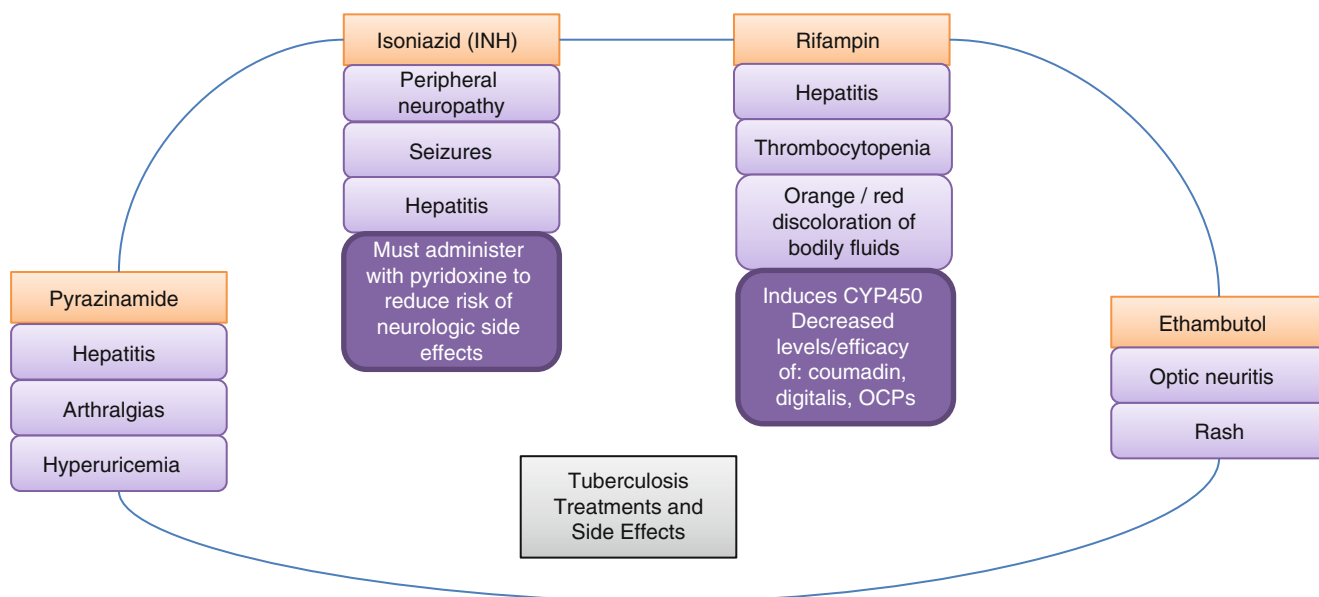 Isoniazid (INH)
Peripheral
neuropathy
Seizures
Hepatitis
Must administer
with pyridoxine to
reduce risk of
neurologic side
effects
Rifampin
Hepatitis
Thrombocytopenia
Orange / red
discoloration of
bodily fluids
Induces CYP450
Decreased
levels/efficacy
of: coumadin,
digitalis, OCPs
Pyrazinamide
Hepatitis
Arthralgias
Hyperuricemia
Ethambutol
Optic neuritis
Rash
Tuberculosis
Treatments and
Side Effects